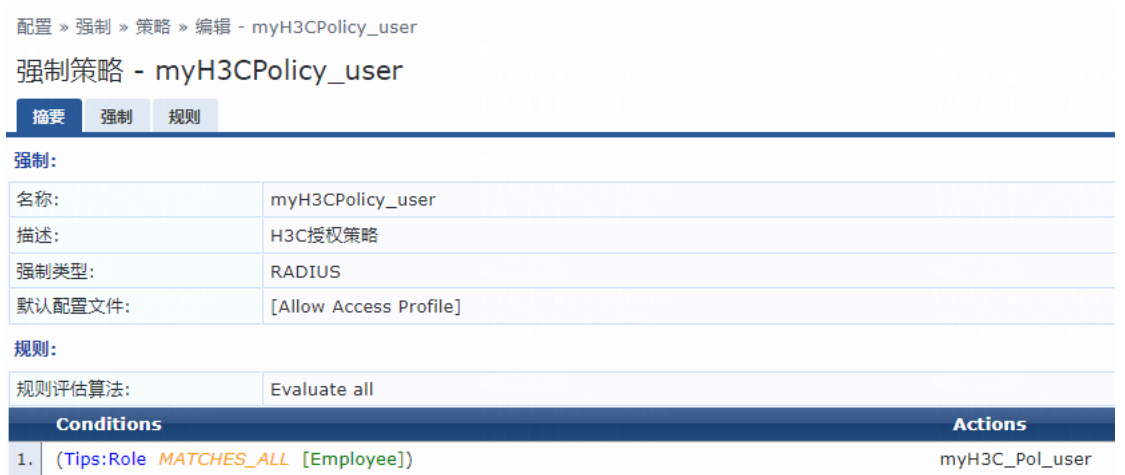 配置 » 强制 » 策略 » 编辑 - myH3CPolicy_user
强制策略 - myH3CPolicy_user
摘要 强制 规则
强制:
名称: myH3CPolicy_user
描述: H3C授权策略
强制类型: RADIUS
默认配置文件: [Allow Access Profile]
规则:
规则评估算法: Evaluate all
Conditions Actions
1. (Tips:Role MATCHES_ALL [Employee]) myH3C_Pol_user